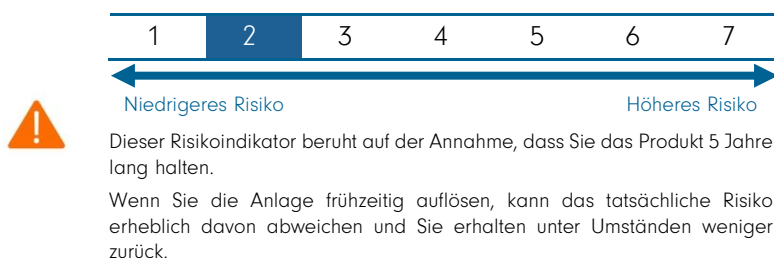 1 2 3 4 5 6 7
Niedrigeres Risiko Höheres Risiko
Dieser Risikoindikator beruht auf der Annahme, dass Sie das Produkt 5 Jahre
lang halten.
Wenn Sie die Anlage frühzeitig auflösen, kann das tatsächliche Risiko
erheblich davon abweichen und Sie erhalten unter Umständen weniger
zurück.